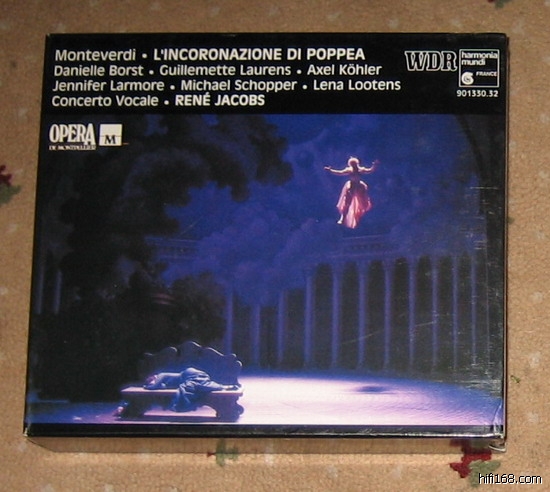 Monteverdi • L'INCORONAZIONE DI POPPEA
Danielle Borst • Guillemette Laurens • Axel Köhler
Jennifer Larmore • Michael Schopper • Lena Lootens
Concerto Vocale • RENÉ JACOBS
WDR
harmonia
mundi
FRANCE
901330.32
OPERA
M
DE MONTPELLIER
hifi168.com